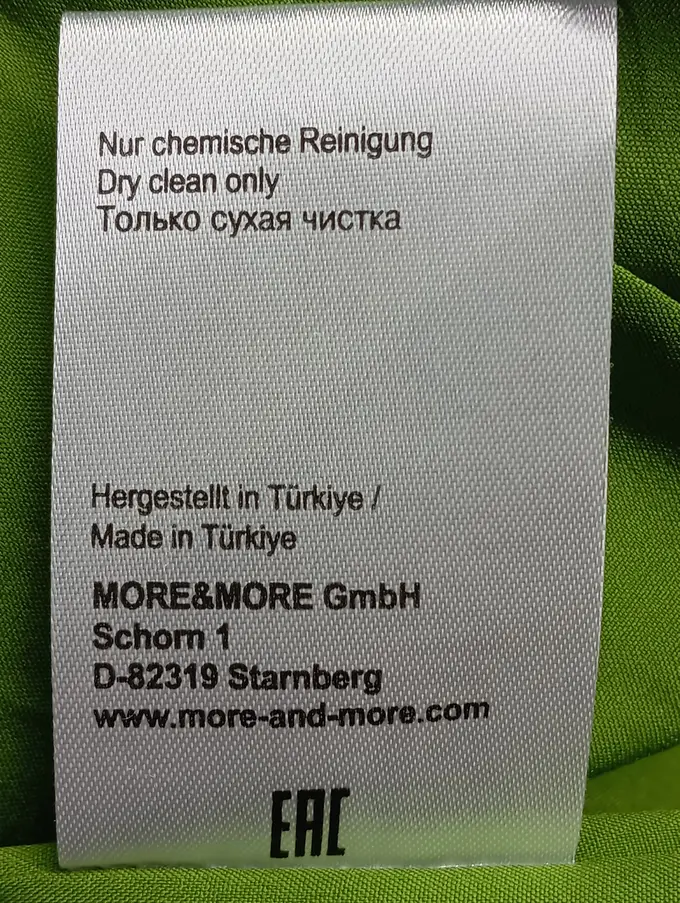 Nur chemische Reinigung
Dry clean only
Только сухая чистка
Hergestellt in Türkiye /
Made in Türkiye
MORE&MORE GmbH
Schorn 1
D-82319 Starnberg
www.more-and-more.com
EAC